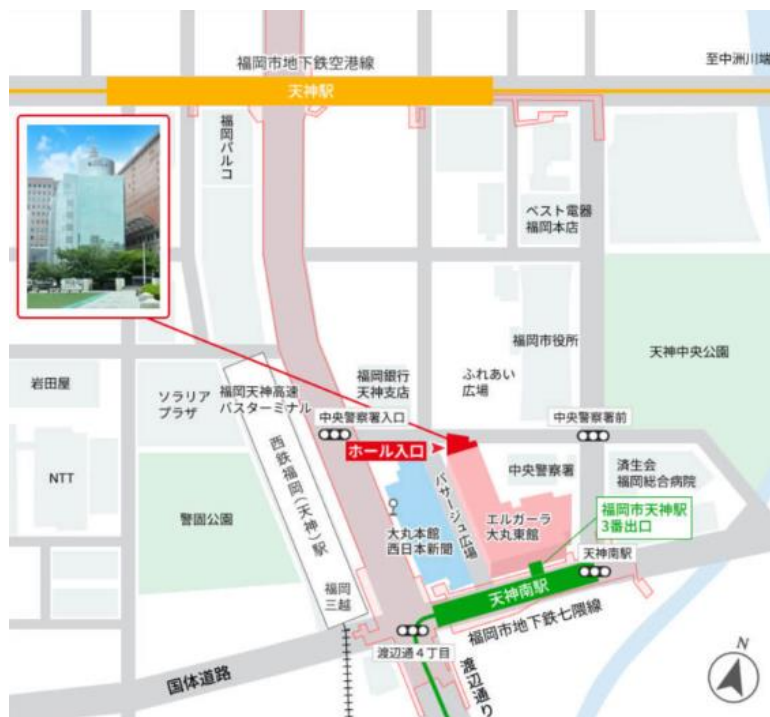 福岡市地下鉄空港線
至中洲川端
天神駅
福岡パルコ
ベスト電器
福岡本店
福岡市役所
天神中央公園
岩田屋
ソラリア
プラザ
福岡天神高速
バスターミナル
福岡銀行
天神支店
ふれあい
広場
中央警察署入口
中央警察署前
ホール入口
西鉄福岡(天神)駅
NTT
パサージュ広場
中央警察署
済生会
福岡総合病院
警固公園
大丸本館
西日本新聞
エルガーラ
大丸東館
福岡市天神駅
3番出口
天神南駅
福岡
三越
天神南駅
福岡市地下鉄七隈線
渡辺通4丁目
国体道路
渡辺通り
N